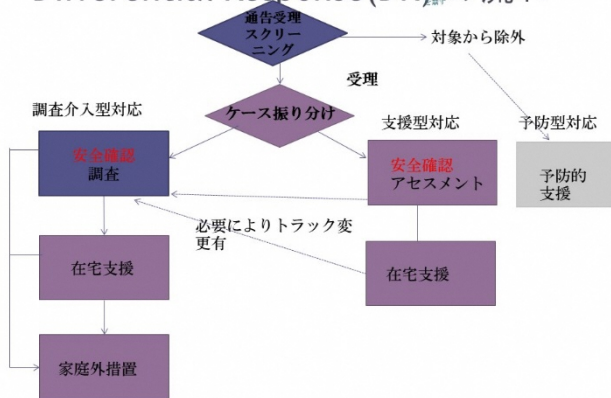 通告受理
スクリー
ニング
対象から除外
受理
ケース振り分け
調査介入型対応
支援型対応
予防型対応
安全確認
調査
安全確認
アセスメント
予防的
支援
必要によりトラック変
更有
在宅支援
在宅支援
家庭外措置